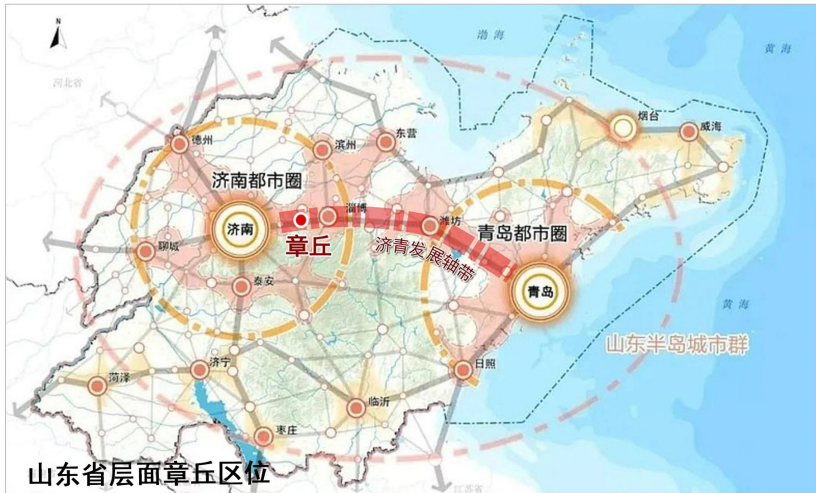 N
渤海
黄海
河北省
烟台
威海
德州
滨州
东营
济南都市圈
济南
淄博
潍坊
青岛都市圈
章丘
济青发展轴带
聊城
泰安
青岛
黄海
山东半岛城市群
日照
济宁
菏泽
临沂
枣庄
山东省层面章丘区位
江苏省